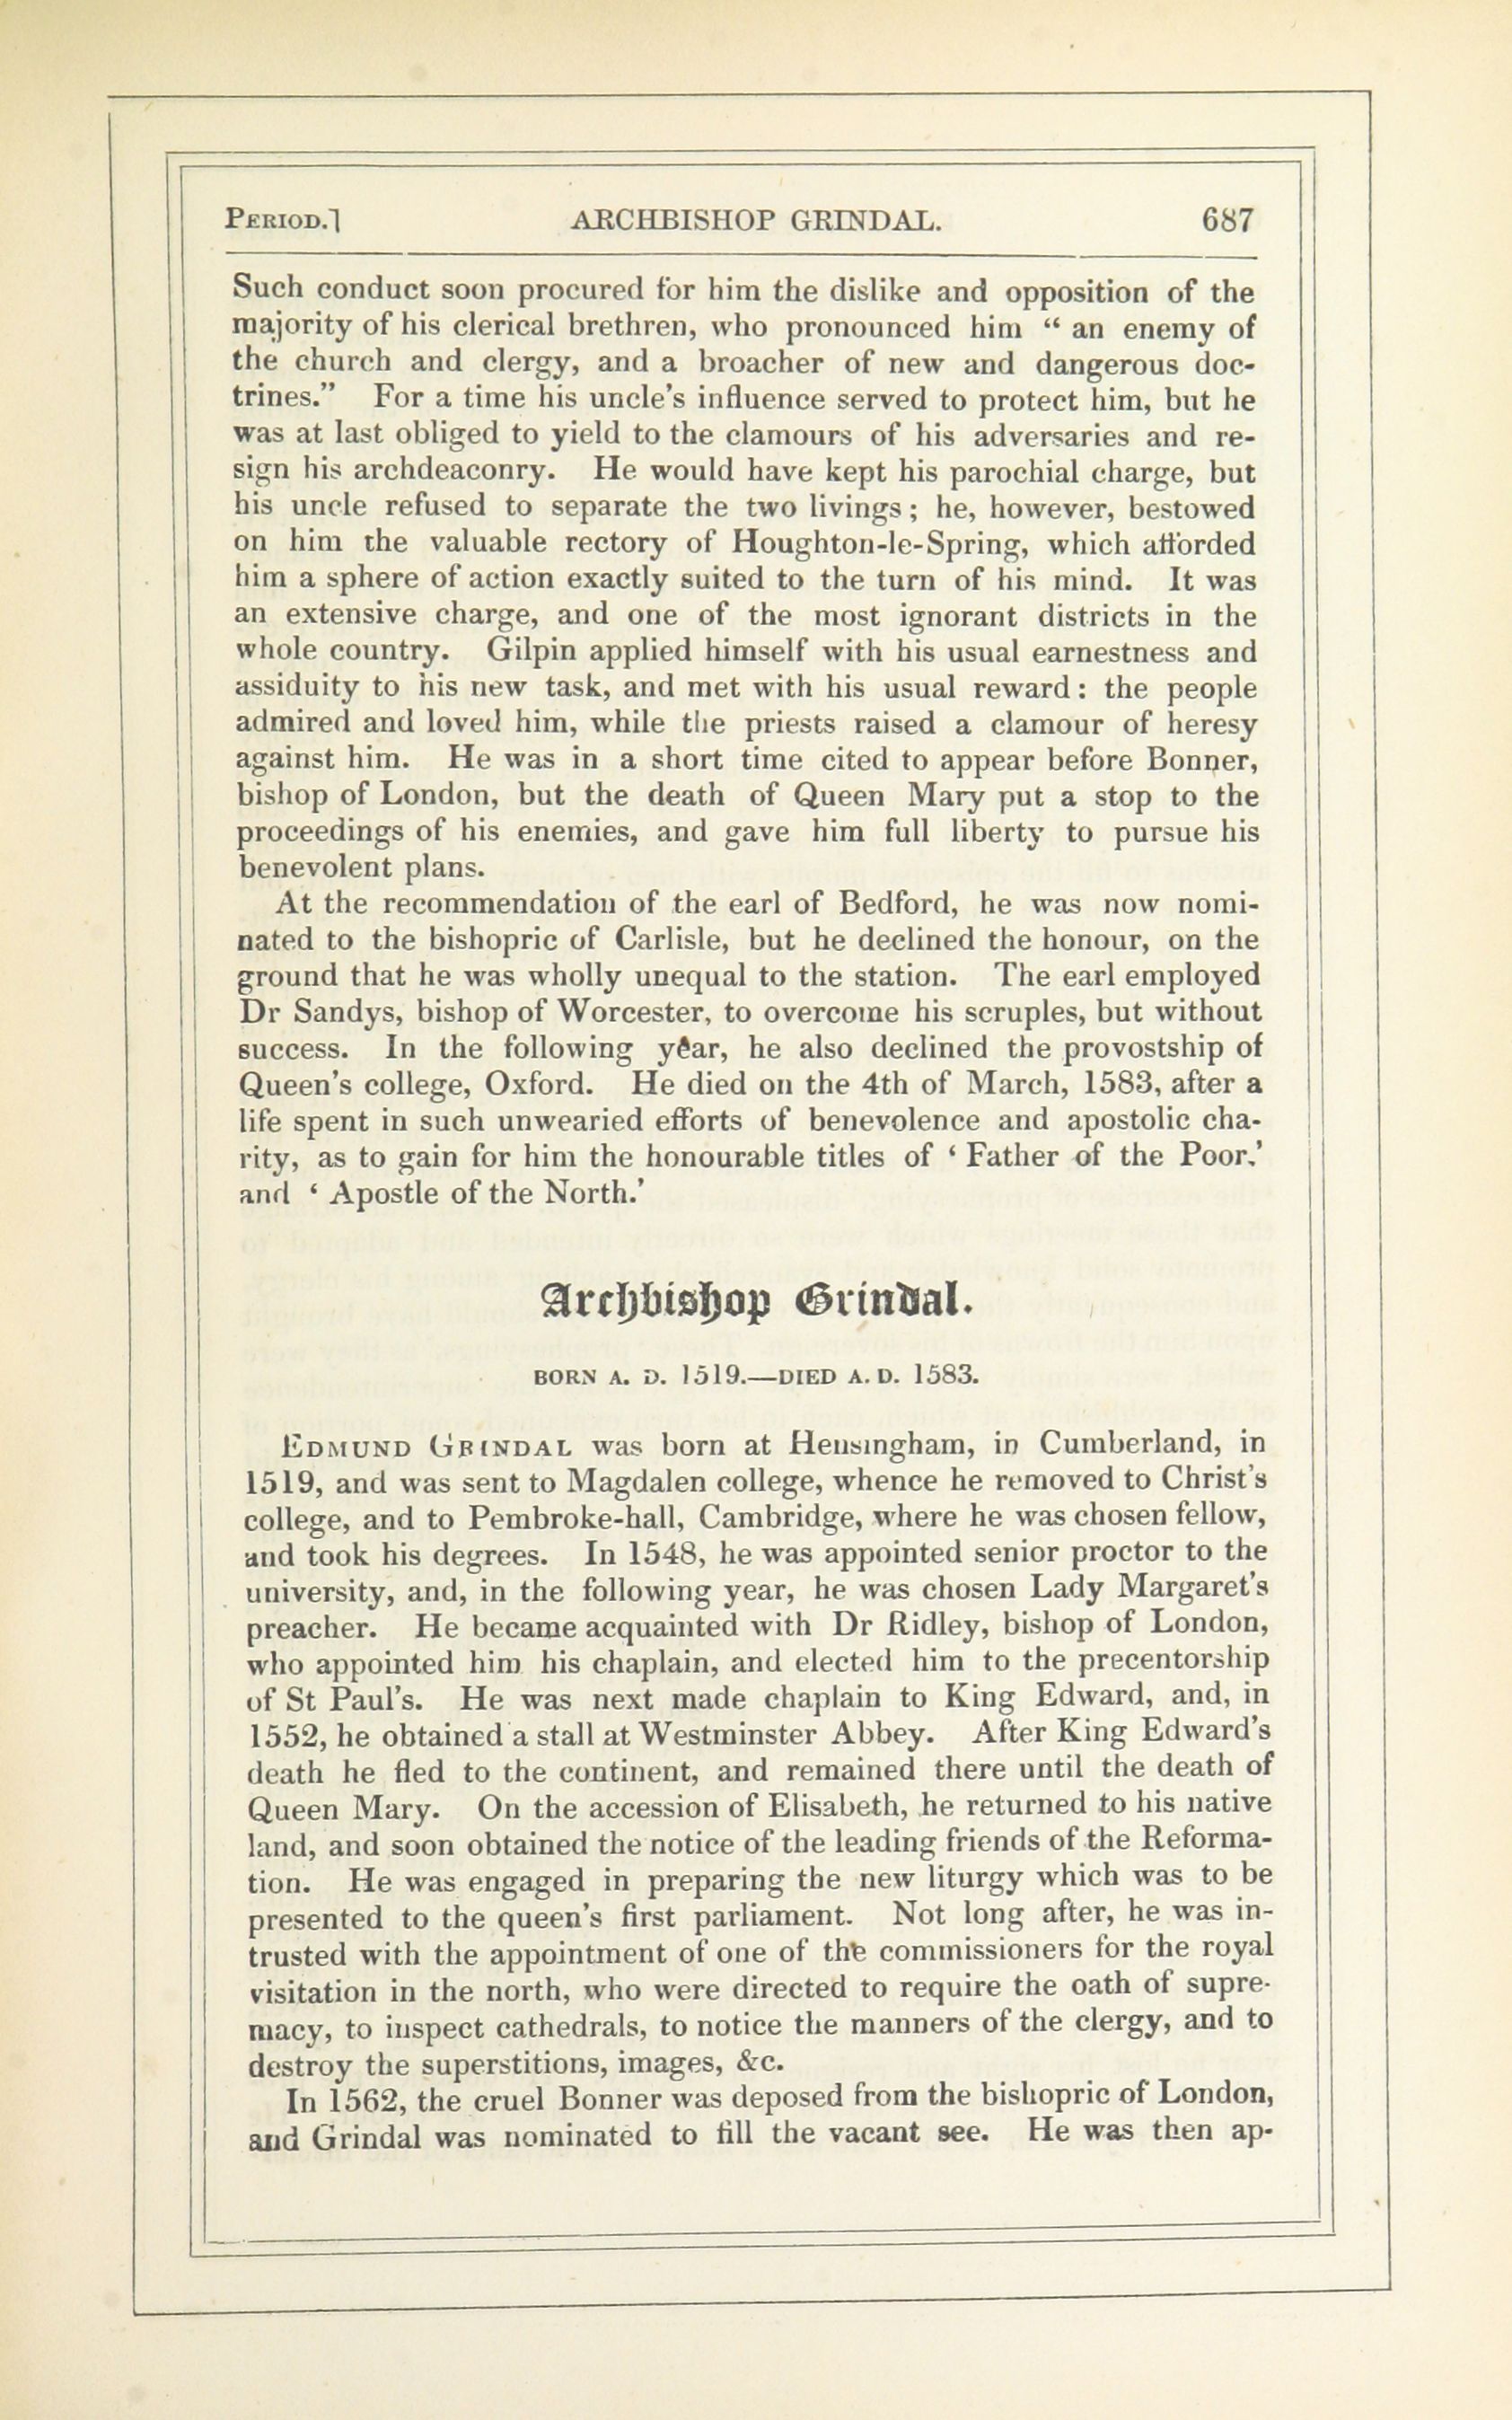 PERIOD.] ARCHBISHOP GRINDAL. 687
Such conduct soon procured for him the dislike and opposition of the
majority of his clerical brethren, who pronounced him “ an enemy of
the church and clergy, and a broacher of new and dangerous doc-
trines.” For a time his uncle’s influence served to protect him, but he
was at last obliged to yield to the clamours of his adversaries and re-
sign his archdeaconry. He would have kept his parochial charge, but
his uncle refused to separate the two livings; he, however, bestowed
on him the valuable rectory of Houghton-le-Spring, which afforded
him a sphere of action exactly suited to the turn of his mind. It was
an extensive charge, and one of the most ignorant districts in the
whole country. Gilpin applied himself with his usual earnestness and
assiduity to his new task, and met with his usual reward: the people
admired and loved him, while the priests raised a clamour of heresy
against him. He was in a short time cited to appear before Bonner,
bishop of London, but the death of Queen Mary put a stop to the
proceedings of his enemies, and gave him full liberty to pursue his
benevolent plans.
At the recommendation of the earl of Bedford, he was now nomi-
nated to the bishopric of Carlisle, but he declined the honour, on the
ground that he was wholly unequal to the station. The earl employed
Dr Sandys, bishop of Worcester, to overcome his scruples, but without
success. In the following year, he also declined the provostship of
Queen’s college, Oxford. He died on the 4th of March, 1583, after a
life spent in such unwearied efforts of benevolence and apostolic cha-
rity, as to gain for him the honourable titles of ‘ Father of the Poor,’
and ‘ Apostle of the North.’
Archbishop Grindal.
BORN A. D. 1519.—DIED A. D. 1583.
EDMUND GRINDAL was born at Hensingham, in Cumberland, in
1519, and was sent to Magdalen college, whence he removed to Christ’s
college, and to Pembroke-hall, Cambridge, where he was chosen fellow,
and took his degrees. In 1548, he was appointed senior proctor to the
university, and, in the following year, he was chosen Lady Margaret’s
preacher. He became acquainted with Dr Ridley, bishop of London,
who appointed him his chaplain, and elected him to the precentorship
of St Paul’s. He was next made chaplain to King Edward, and, in
1552, he obtained a stall at Westminster Abbey. After King Edward’s
death he fled to the continent, and remained there until the death of
Queen Mary. On the accession of Elisabeth, he returned to his native
land, and soon obtained the notice of the leading friends of the Reforma-
tion. He was engaged in preparing the new liturgy which was to be
presented to the queen’s first parliament. Not long after, he was in-
trusted with the appointment of one of the commissioners for the royal
visitation in the north, who were directed to require the oath of supre-
macy, to inspect cathedrals, to notice the manners of the clergy, and to
destroy the superstitions, images, &c.
In 1562, the cruel Bonner was deposed from the bishopric of London,
and Grindal was nominated to fill the vacant see. He was then ap-